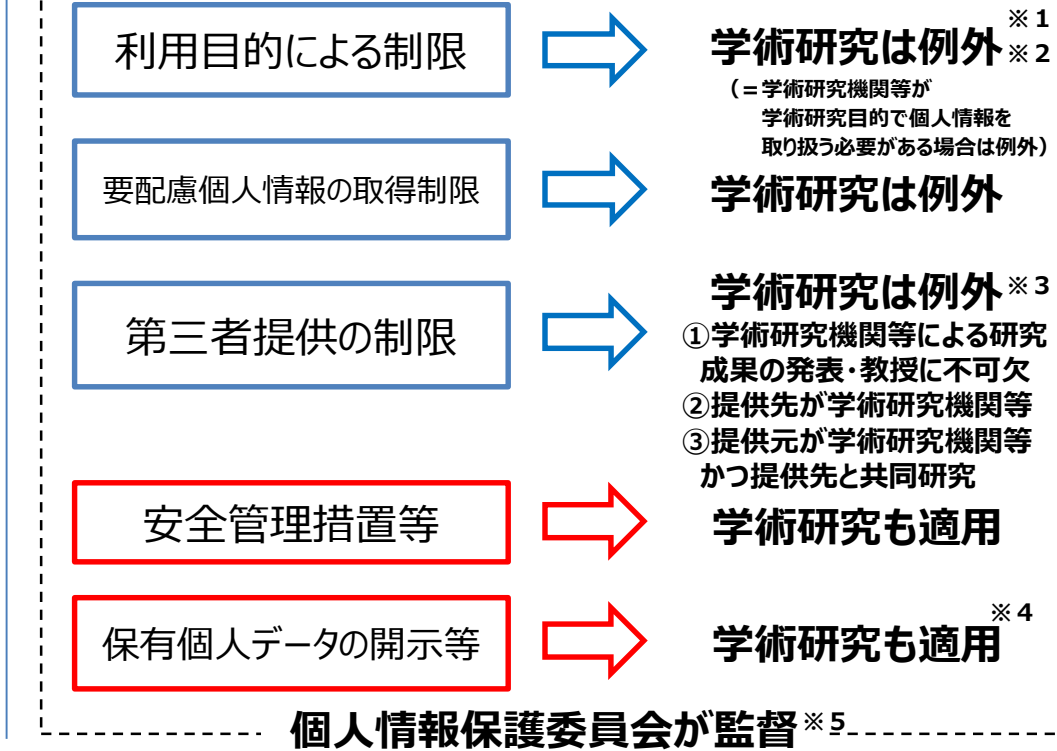 利用目的による制限
学術研究は例外※1
※2
(=学術研究機関等が
学術研究目的で個人情報を
取り扱う必要がある場合は例外)
要配慮個人情報の取得制限
学術研究は例外
第三者提供の制限
学術研究は例外※3
①学術研究機関等による研究
成果の発表・教授に不可欠
②提供先が学術研究機関等
③提供元が学術研究機関等
かつ提供先と共同研究
安全管理措置等
学術研究も適用
保有個人データの開示等
学術研究も適用※4
個人情報保護委員会が監督※5